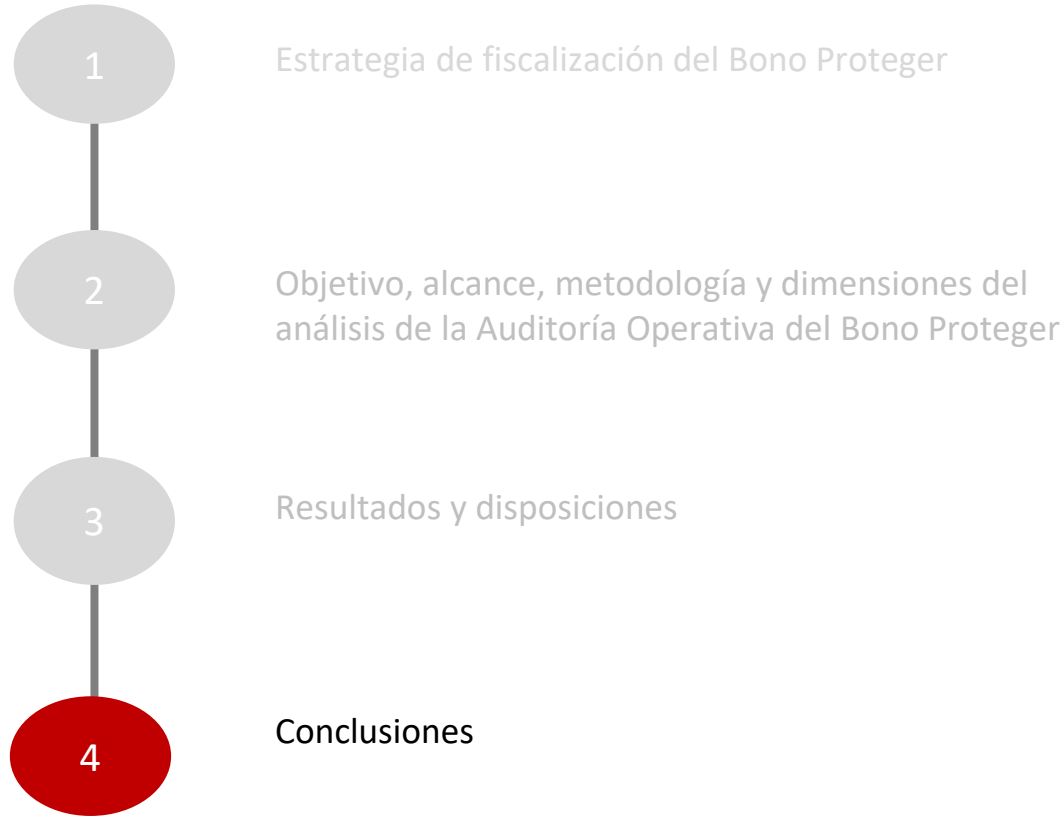 1
Estrategia de fiscalización del Bono Proteger
2
Objetivo, alcance, metodología y dimensiones del
análisis de la Auditoría Operativa del Bono Proteger
3
Resultados y disposiciones
4
Conclusiones